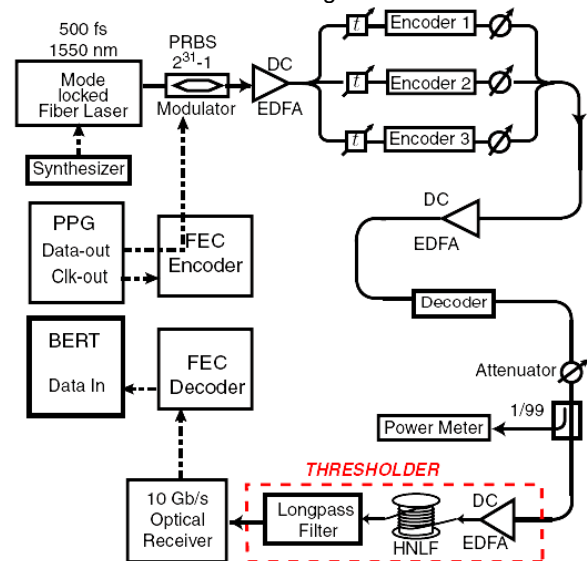 500 fs
1550 nm
Mode
locked
Fiber Laser
Synthesizer
PRBS
2³¹-1
Modulator
DC
EDFA
t
Encoder 1
t
Encoder 2
t
Encoder 3
PPG
Data-out
Clk-out
FEC
Encoder
DC
EDFA
Decoder
BERT
Data In
FEC
Decoder
Attenuator
1/99
Power Meter
THRESHOLDER
10 Gb/s
Optical
Receiver
Longpass
Filter
HNLF
DC
EDFA